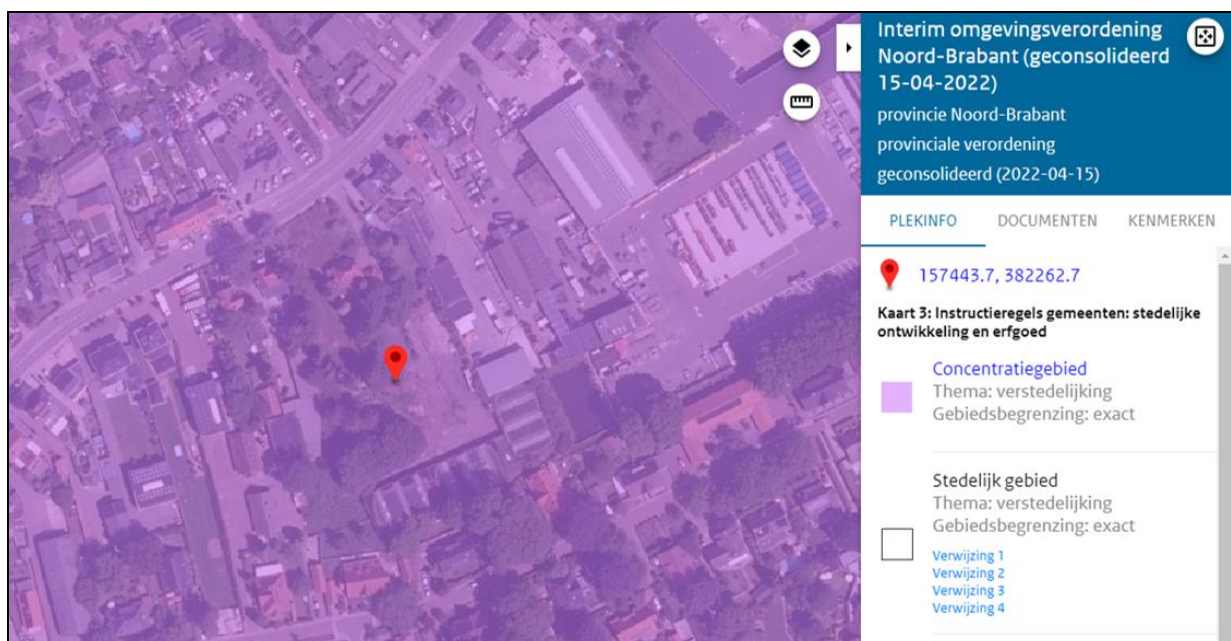 Interim omgevingsverordening
Noord-Brabant (geconsolideerd
15-04-2022)
provincie Noord-Brabant
provinciale verordening
geconsolideerd (2022-04-15)
PLEKINFO DOCUMENTEN KENMERKEN
157443.7, 382262.7
Kaart 3: Instructieregels gemeenten: stedelijke
ontwikkeling en erfgoed
Concentratiegebied
Thema: verstedelijking
Gebiedsbegrenzing: exact
Stedelijk gebied
Thema: verstedelijking
Gebiedsbegrenzing: exact
Verwijzing 1
Verwijzing 2
Verwijzing 3
Verwijzing 4